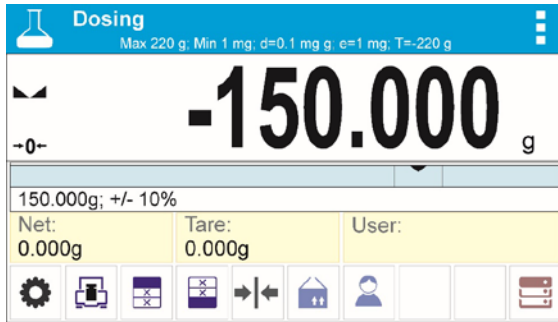 Dosing
Max 220 g; Min 1 mg; d=0.1 mg g; e=1 mg; T=-220 g
-150.000 g
→0←
150.000g; +/- 10%
Net: Tare: User:
0.000g 0.000g